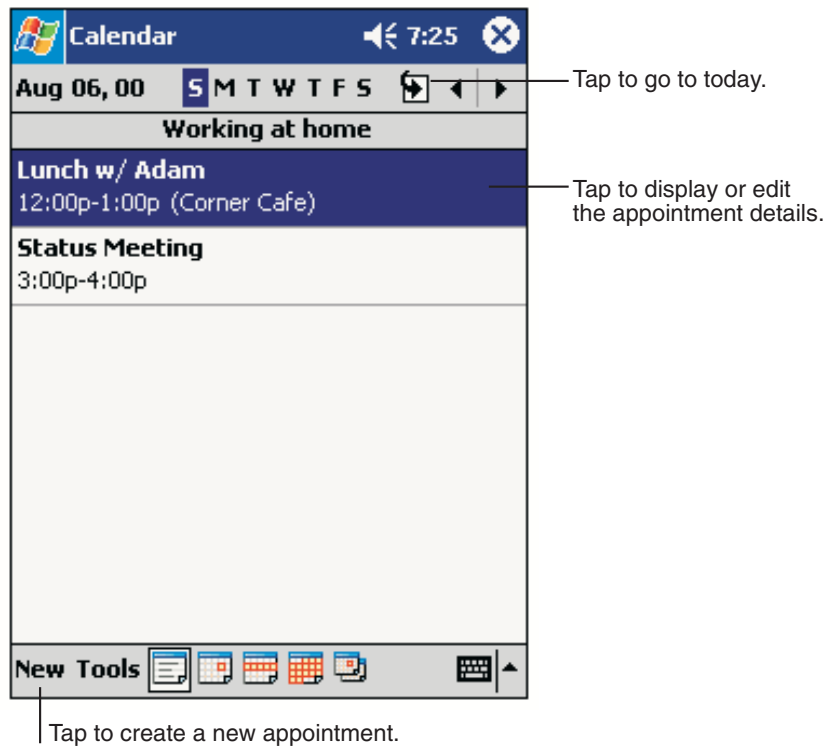 Calendar 7:25
Aug 06, 00 S M T W T F S
Tap to go to today.
Working at home
Lunch w/ Adam
12:00p-1:00p (Corner Cafe)
Tap to display or edit
the appointment details.
Status Meeting
3:00p-4:00p
New Tools
Tap to create a new appointment.